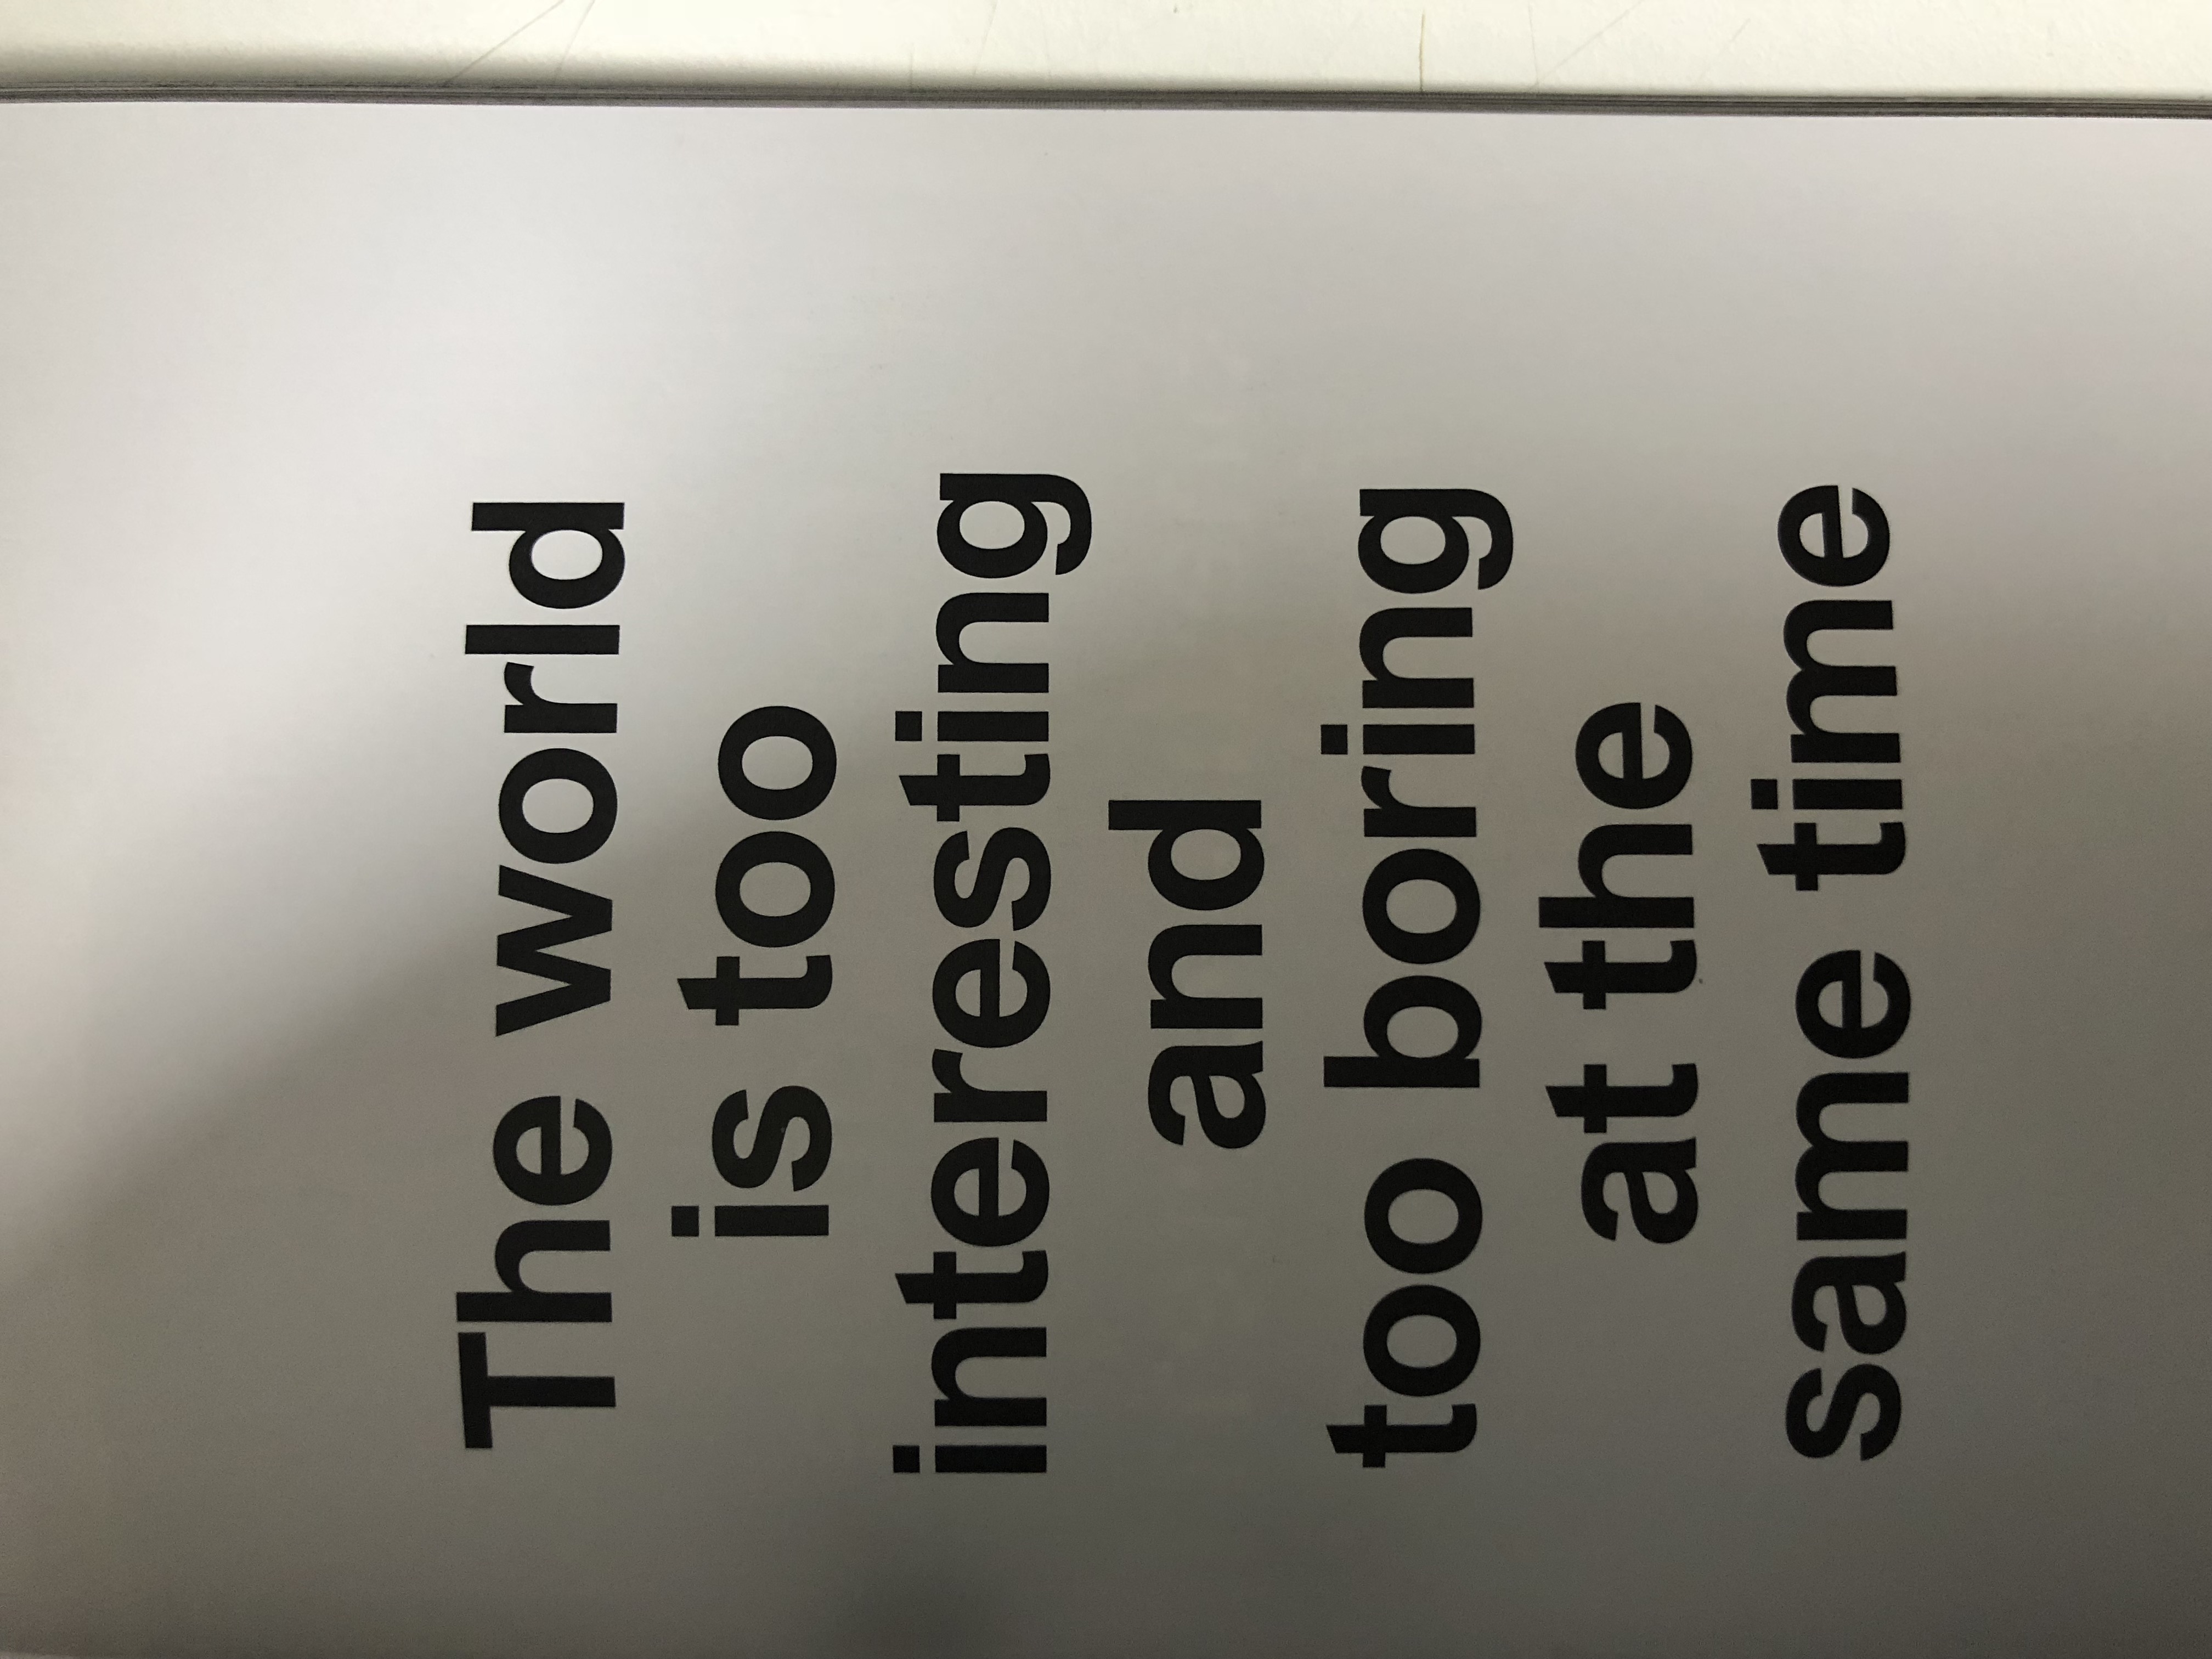 The world
is too
interesting
and
too boring
at the
same time